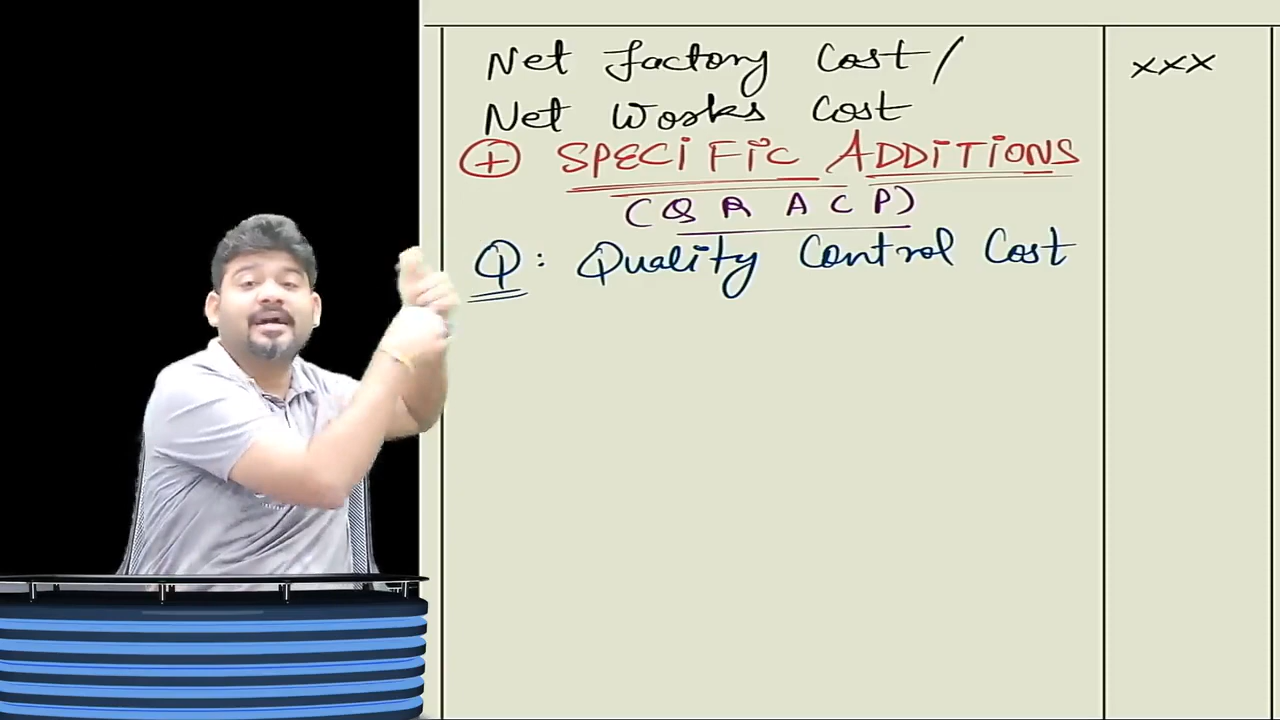 Net Factory Cost/ xxx
Net Works Cost
+ SPECIFIC ADDITIONS
(Q R A C P)
Q: Quality Control Cost